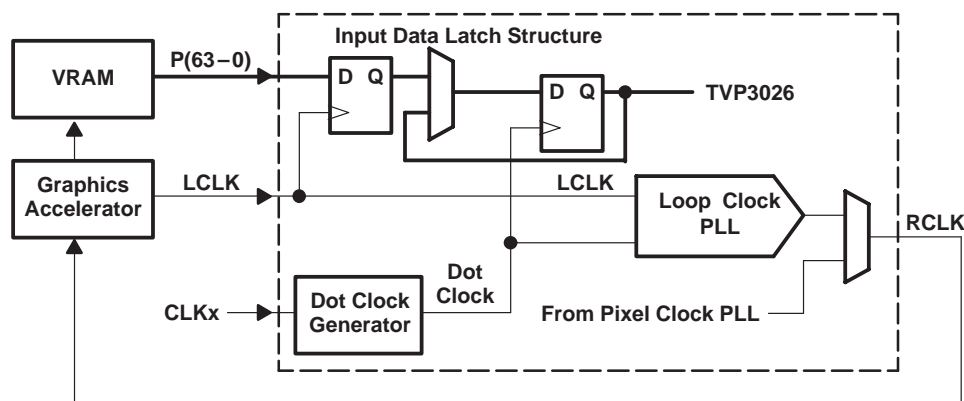 Input Data Latch Structure
VRAM
P(63–0)
D Q
D Q
TVP3026
Graphics
Accelerator
LCLK
LCLK
Loop Clock
PLL
RCLK
CLKx
Dot Clock
Generator
Dot
Clock
From Pixel Clock PLL